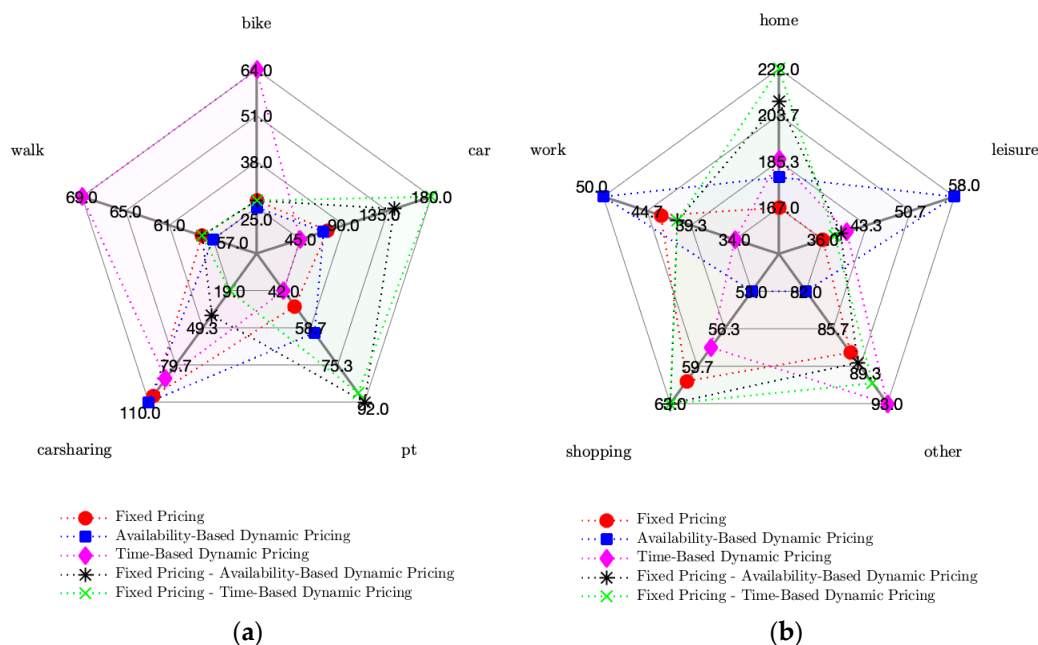 bike
64.0
51.0
38.0
25.0
car
180.0
135.0
90.0
45.0
walk
69.0
65.0
61.0
57.0
42.0
58.7
75.3
92.0
19.0
49.3
79.7
110.0
carsharing
pt
Fixed Pricing
Availability-Based Dynamic Pricing
Time-Based Dynamic Pricing
Fixed Pricing - Availability-Based Dynamic Pricing
Fixed Pricing - Time-Based Dynamic Pricing
(a)
home
222.0
203.7
185.3
167.0
work
leisure
50.0
44.7
39.3
34.0
58.0
50.7
43.3
36.0
53.0
56.3
59.7
63.0
82.0
85.7
89.3
93.0
shopping
other
Fixed Pricing
Availability-Based Dynamic Pricing
Time-Based Dynamic Pricing
Fixed Pricing - Availability-Based Dynamic Pricing
Fixed Pricing - Time-Based Dynamic Pricing
(b)